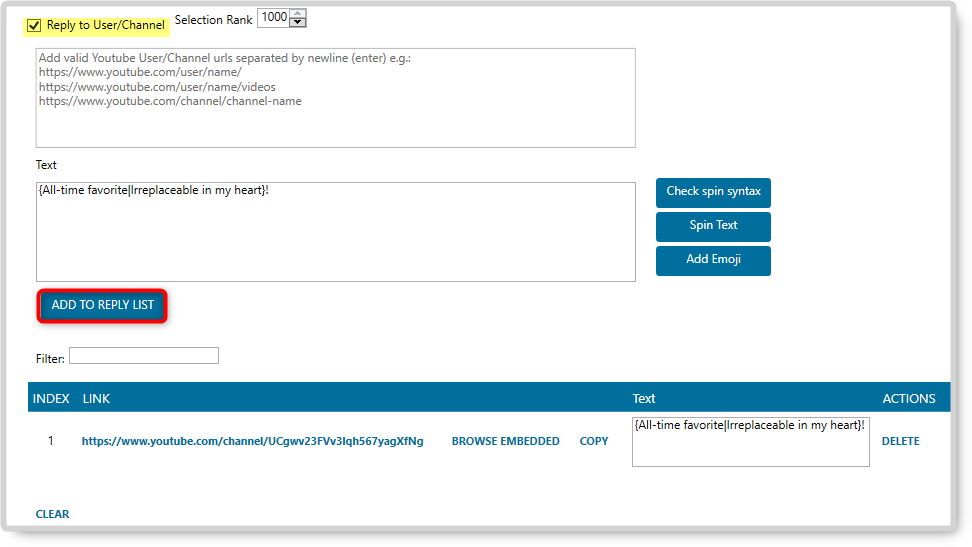 Reply to User/Channel Selection Rank 1000
Add valid Youtube User/Channel urls separated by newline (enter) e.g.:
https://www.youtube.com/user/name/
https://www.youtube.com/user/name/videos
https://www.youtube.com/channel/channel-name
Text
{All-time favorite|Irreplaceable in my heart}!
Check spin syntax
Spin Text
Add Emoji
ADD TO REPLY LIST
Filter:
INDEX LINK Text ACTIONS
1 https://www.youtube.com/channel/UCgwv23FVv3lqh567yagXfNg BROWSE EMBEDDED COPY {All-time favorite|Irreplaceable in my heart}! DELETE
CLEAR